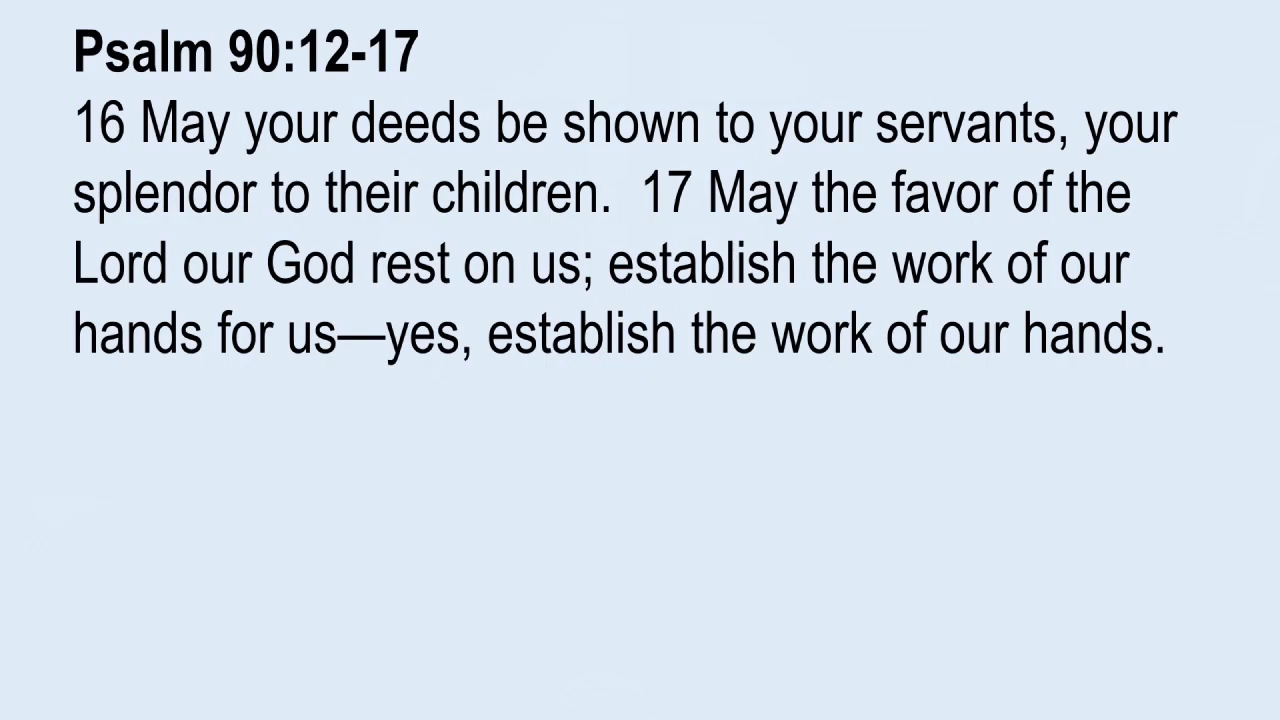 Psalm 90:12-17
16 May your deeds be shown to your servants, your
splendor to their children.  17 May the favor of the
Lord our God rest on us; establish the work of our
hands for us—yes, establish the work of our hands.